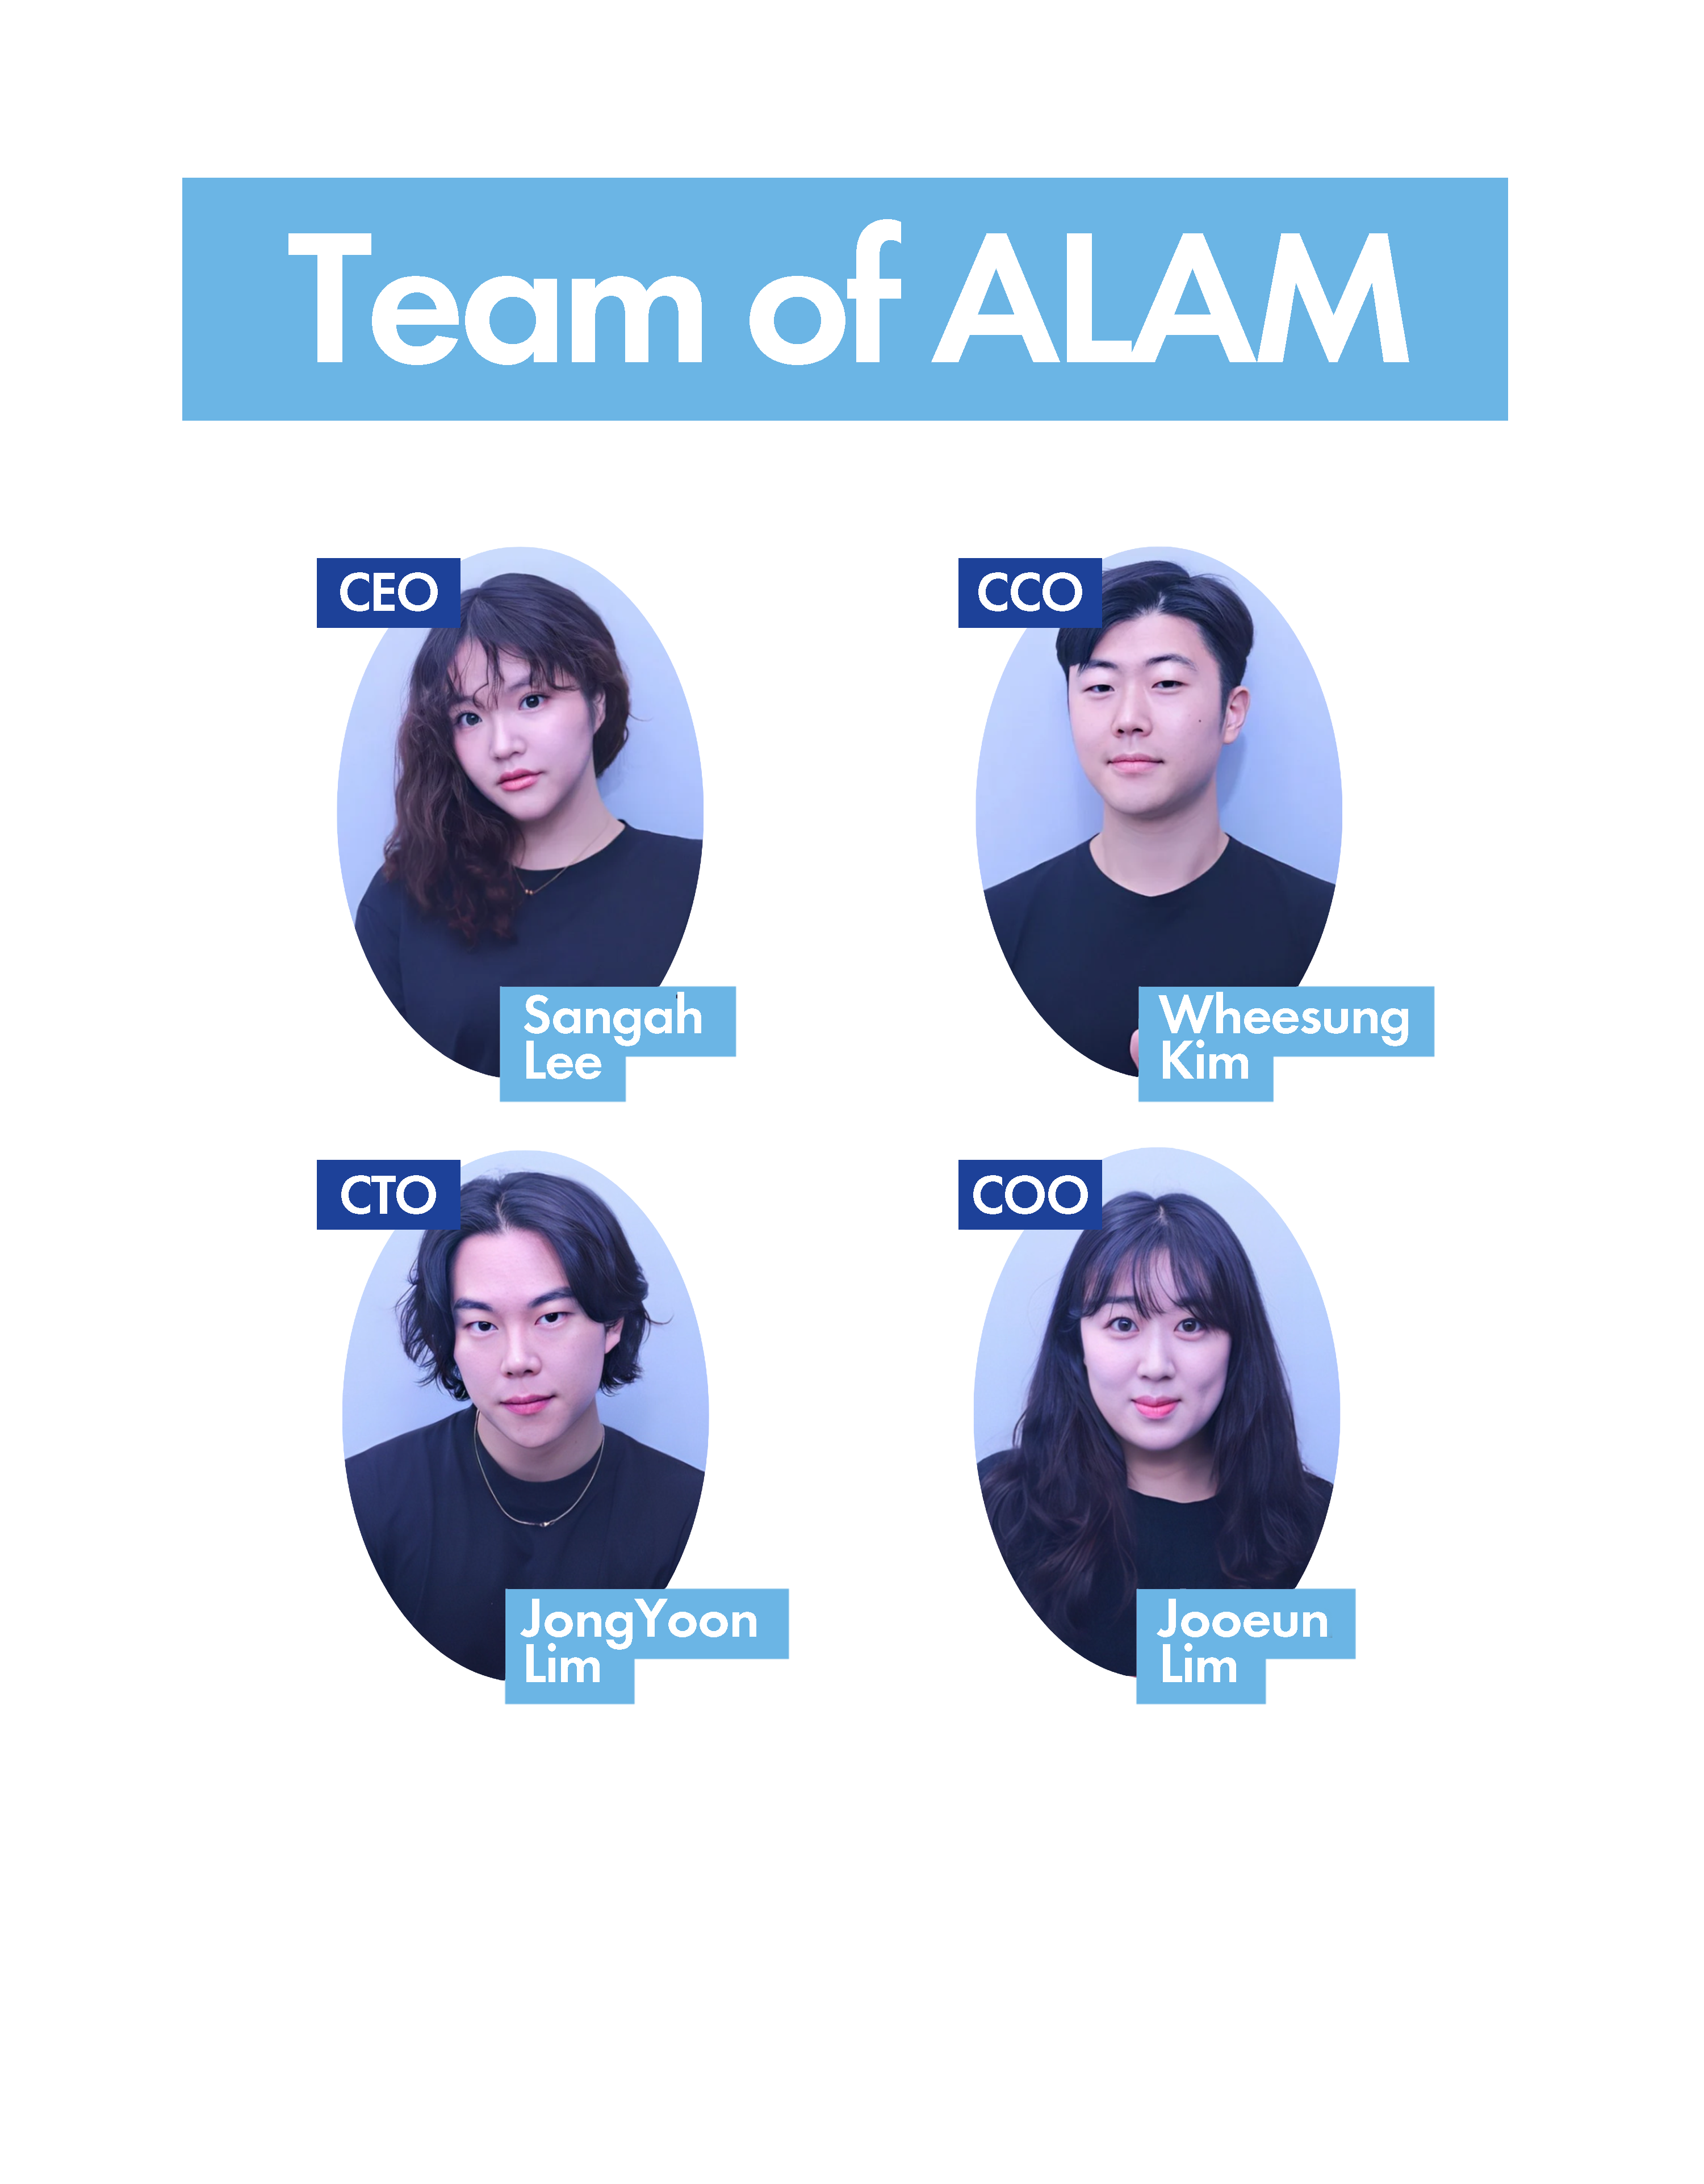 Team of ALAM
CEO
CCO
Sangah
Lee
Wheesung
Kim
CTO
COO
JongYoon
Lim
Jooeun
Lim